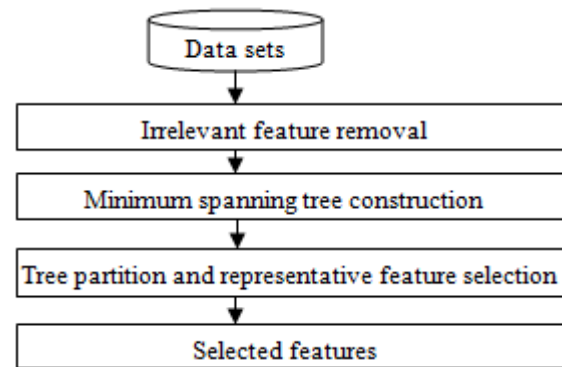 Data sets
Irrelevant feature removal
Minimum spanning tree construction
Tree partition and representative feature selection
Selected features